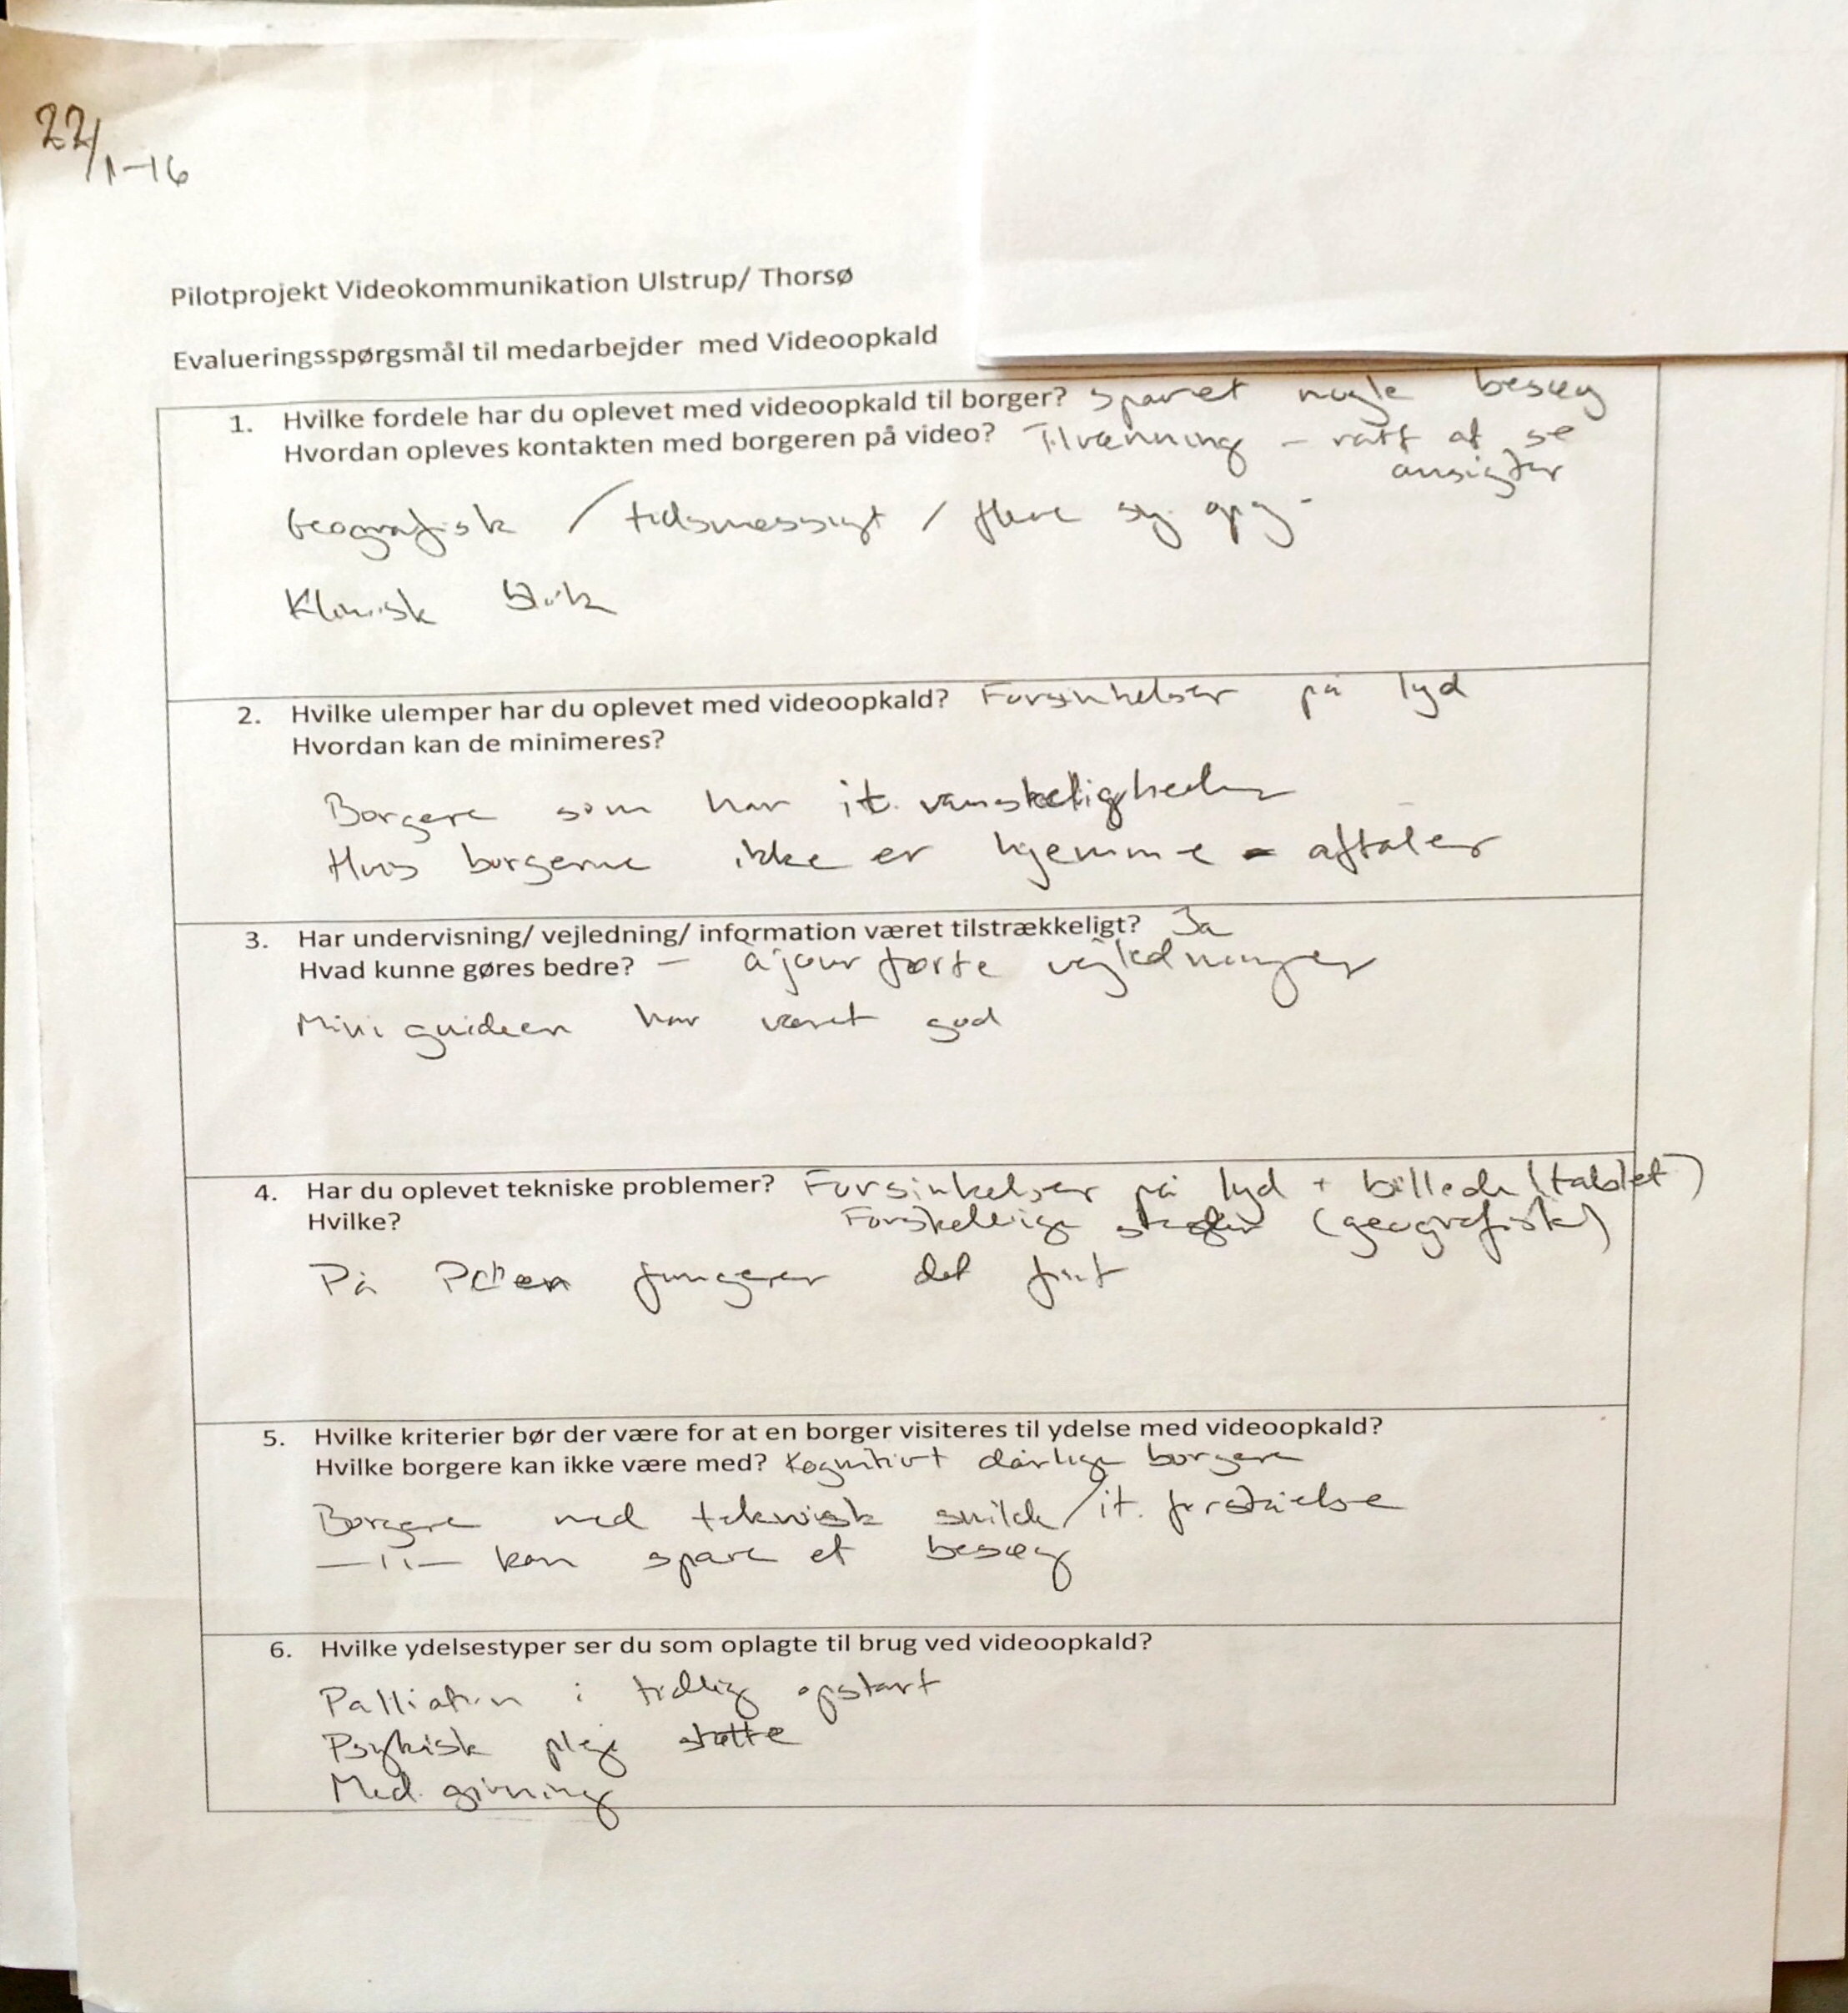 22/1-16
Pilotprojekt Videokommunikation Ulstrup/ Thorsø
Evalueringsspørgsmål til medarbejder med Videoopkald
1. Hvilke fordele har du oplevet med videoopkald til borger? Sparet nogle besøg
Hvordan opleves kontakten med borgeren på video? Tilvænning - rart at se
ansigter
Geografisk / tidsmessigt / flere sy. opg.
Klinisk blik
2. Hvilke ulemper har du oplevet med videoopkald? Forsinkelser på lyd
Hvordan kan de minimeres?
Borgere som har it. vanskeligheder
Hvis borgerne ikke er hjemme - aftaler
3. Har undervisning/ vejledning/ information været tilstrækkeligt? Ja
Hvad kunne gøres bedre? - àjour førte vejledninger
Mini guideen har været god
4. Har du oplevet tekniske problemer? Forsinkelser på lyd + billede (tablet)
Hvilke? Forskellige steder (geografisk)
På PC'en fungerer det fint
5. Hvilke kriterier bør der være for at en borger visiteres til ydelse med videoopkald?
Hvilke borgere kan ikke være med? Kognitivt dårlige borgere
Borgere med teknisk snilde/it. forståelse
-"- kan spare et besøg
6. Hvilke ydelsestyper ser du som oplagte til brug ved videoopkald?
Palliation i tidlig opstart
Psykisk pleje støtte
Med. givning